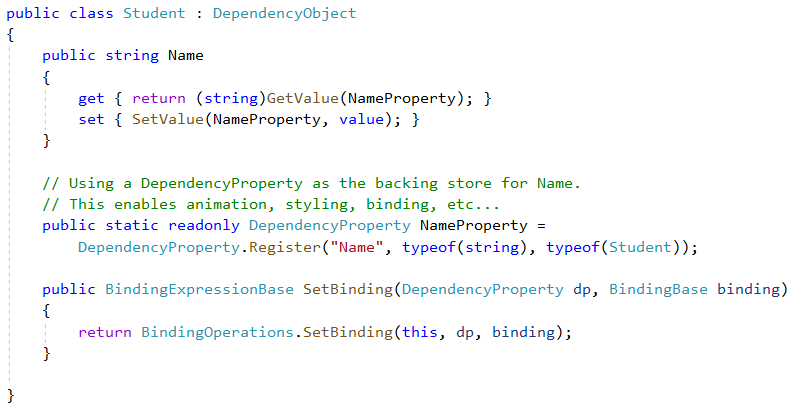 public class Student : DependencyObject
{
    public string Name
    {
        get { return (string)GetValue(NameProperty); }
        set { SetValue(NameProperty, value); }
    }

    // Using a DependencyProperty as the backing store for Name.
    // This enables animation, styling, binding, etc...
    public static readonly DependencyProperty NameProperty =
        DependencyProperty.Register("Name", typeof(string), typeof(Student));

    public BindingExpressionBase SetBinding(DependencyProperty dp, BindingBase binding)
    {
        return BindingOperations.SetBinding(this, dp, binding);
    }

}